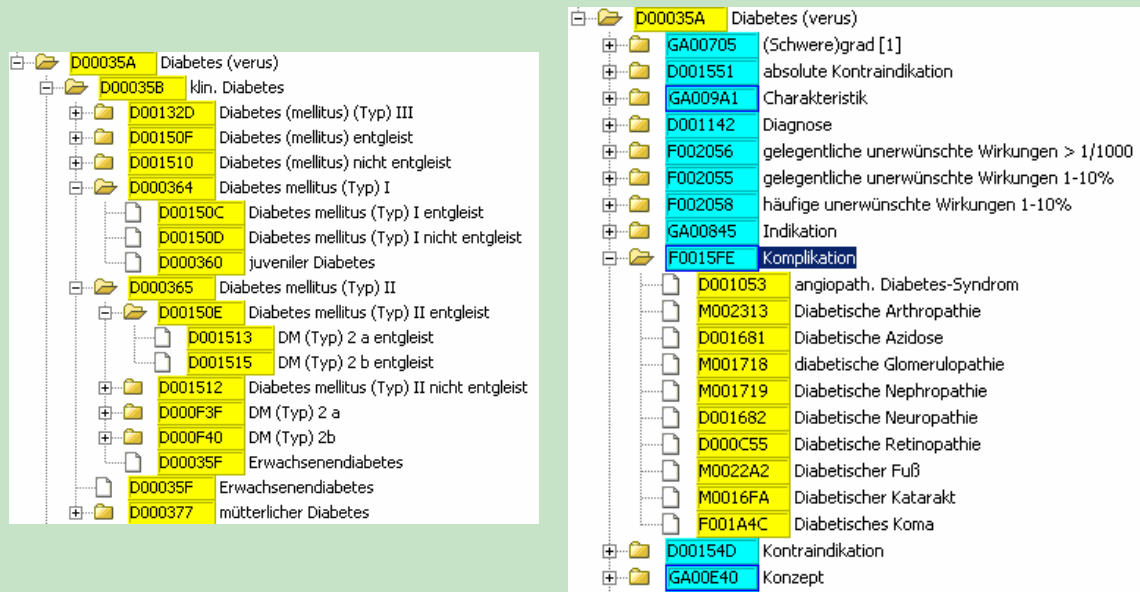 D00035A Diabetes (verus)
D00035B klin. Diabetes
D00132D Diabetes (mellitus) (Typ) III
D00150F Diabetes (mellitus) entgleist
D001510 Diabetes (mellitus) nicht entgleist
D000364 Diabetes mellitus (Typ) I
D00150C Diabetes mellitus (Typ) I entgleist
D00150D Diabetes mellitus (Typ) I nicht entgleist
D000360 juveniler Diabetes
D000365 Diabetes mellitus (Typ) II
D00150E Diabetes mellitus (Typ) II entgleist
D001513 DM (Typ) 2 a entgleist
D001515 DM (Typ) 2 b entgleist
D001512 Diabetes mellitus (Typ) II nicht entgleist
D000F3F DM (Typ) 2 a
D000F40 DM (Typ) 2b
D00035F Erwachsenendiabetes
D00035F Erwachsenendiabetes
D000377 mütterlicher Diabetes
D00035A Diabetes (verus)
GA00705 (Schwere)grad [1]
D001551 absolute Kontraindikation
GA009A1 Charakteristik
D001142 Diagnose
F002056 gelegentliche unerwünschte Wirkungen > 1/1000
F002055 gelegentliche unerwünschte Wirkungen 1-10%
F002058 häufige unerwünschte Wirkungen 1-10%
GA00845 Indikation
F0015FE Komplikation
D001053 angiopath. Diabetes-Syndrom
M002313 Diabetische Arthropathie
D001681 Diabetische Azidose
M001718 diabetische Glomerulopathie
M001719 Diabetische Nephropathie
D001682 Diabetische Neuropathie
D000C55 Diabetische Retinopathie
M0022A2 Diabetischer Fuß
M0016FA Diabetischer Katarakt
F001A4C Diabetisches Koma
D00154D Kontraindikation
GA00E40 Konzept